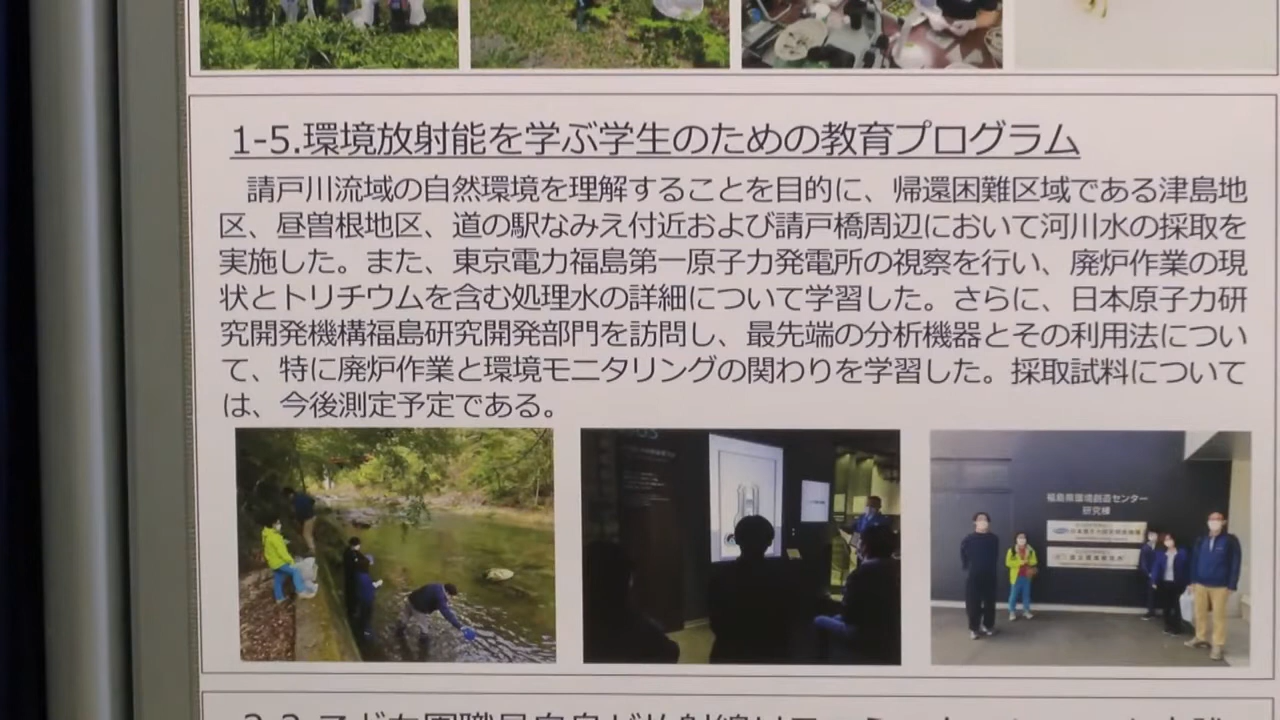 1-5.環境放射能を学ぶ学生のための教育プログラム
請戸川流域の自然環境を理解することを目的に、帰還困難区域である津島地
区、昼曽根地区、道の駅なみえ付近および請戸橋周辺において河川水の採取を
実施した。また、東京電力福島第一原子力発電所の視察を行い、廃炉作業の現
状とトリチウムを含む処理水の詳細について学習した。さらに、日本原子力研
究開発機構福島研究開発部門を訪問し、最先端の分析機器とその利用法につい
て、特に廃炉作業と環境モニタリングの関わりを学習した。採取試料について
は、今後測定予定である。
福島県環境創造センター
研究棟